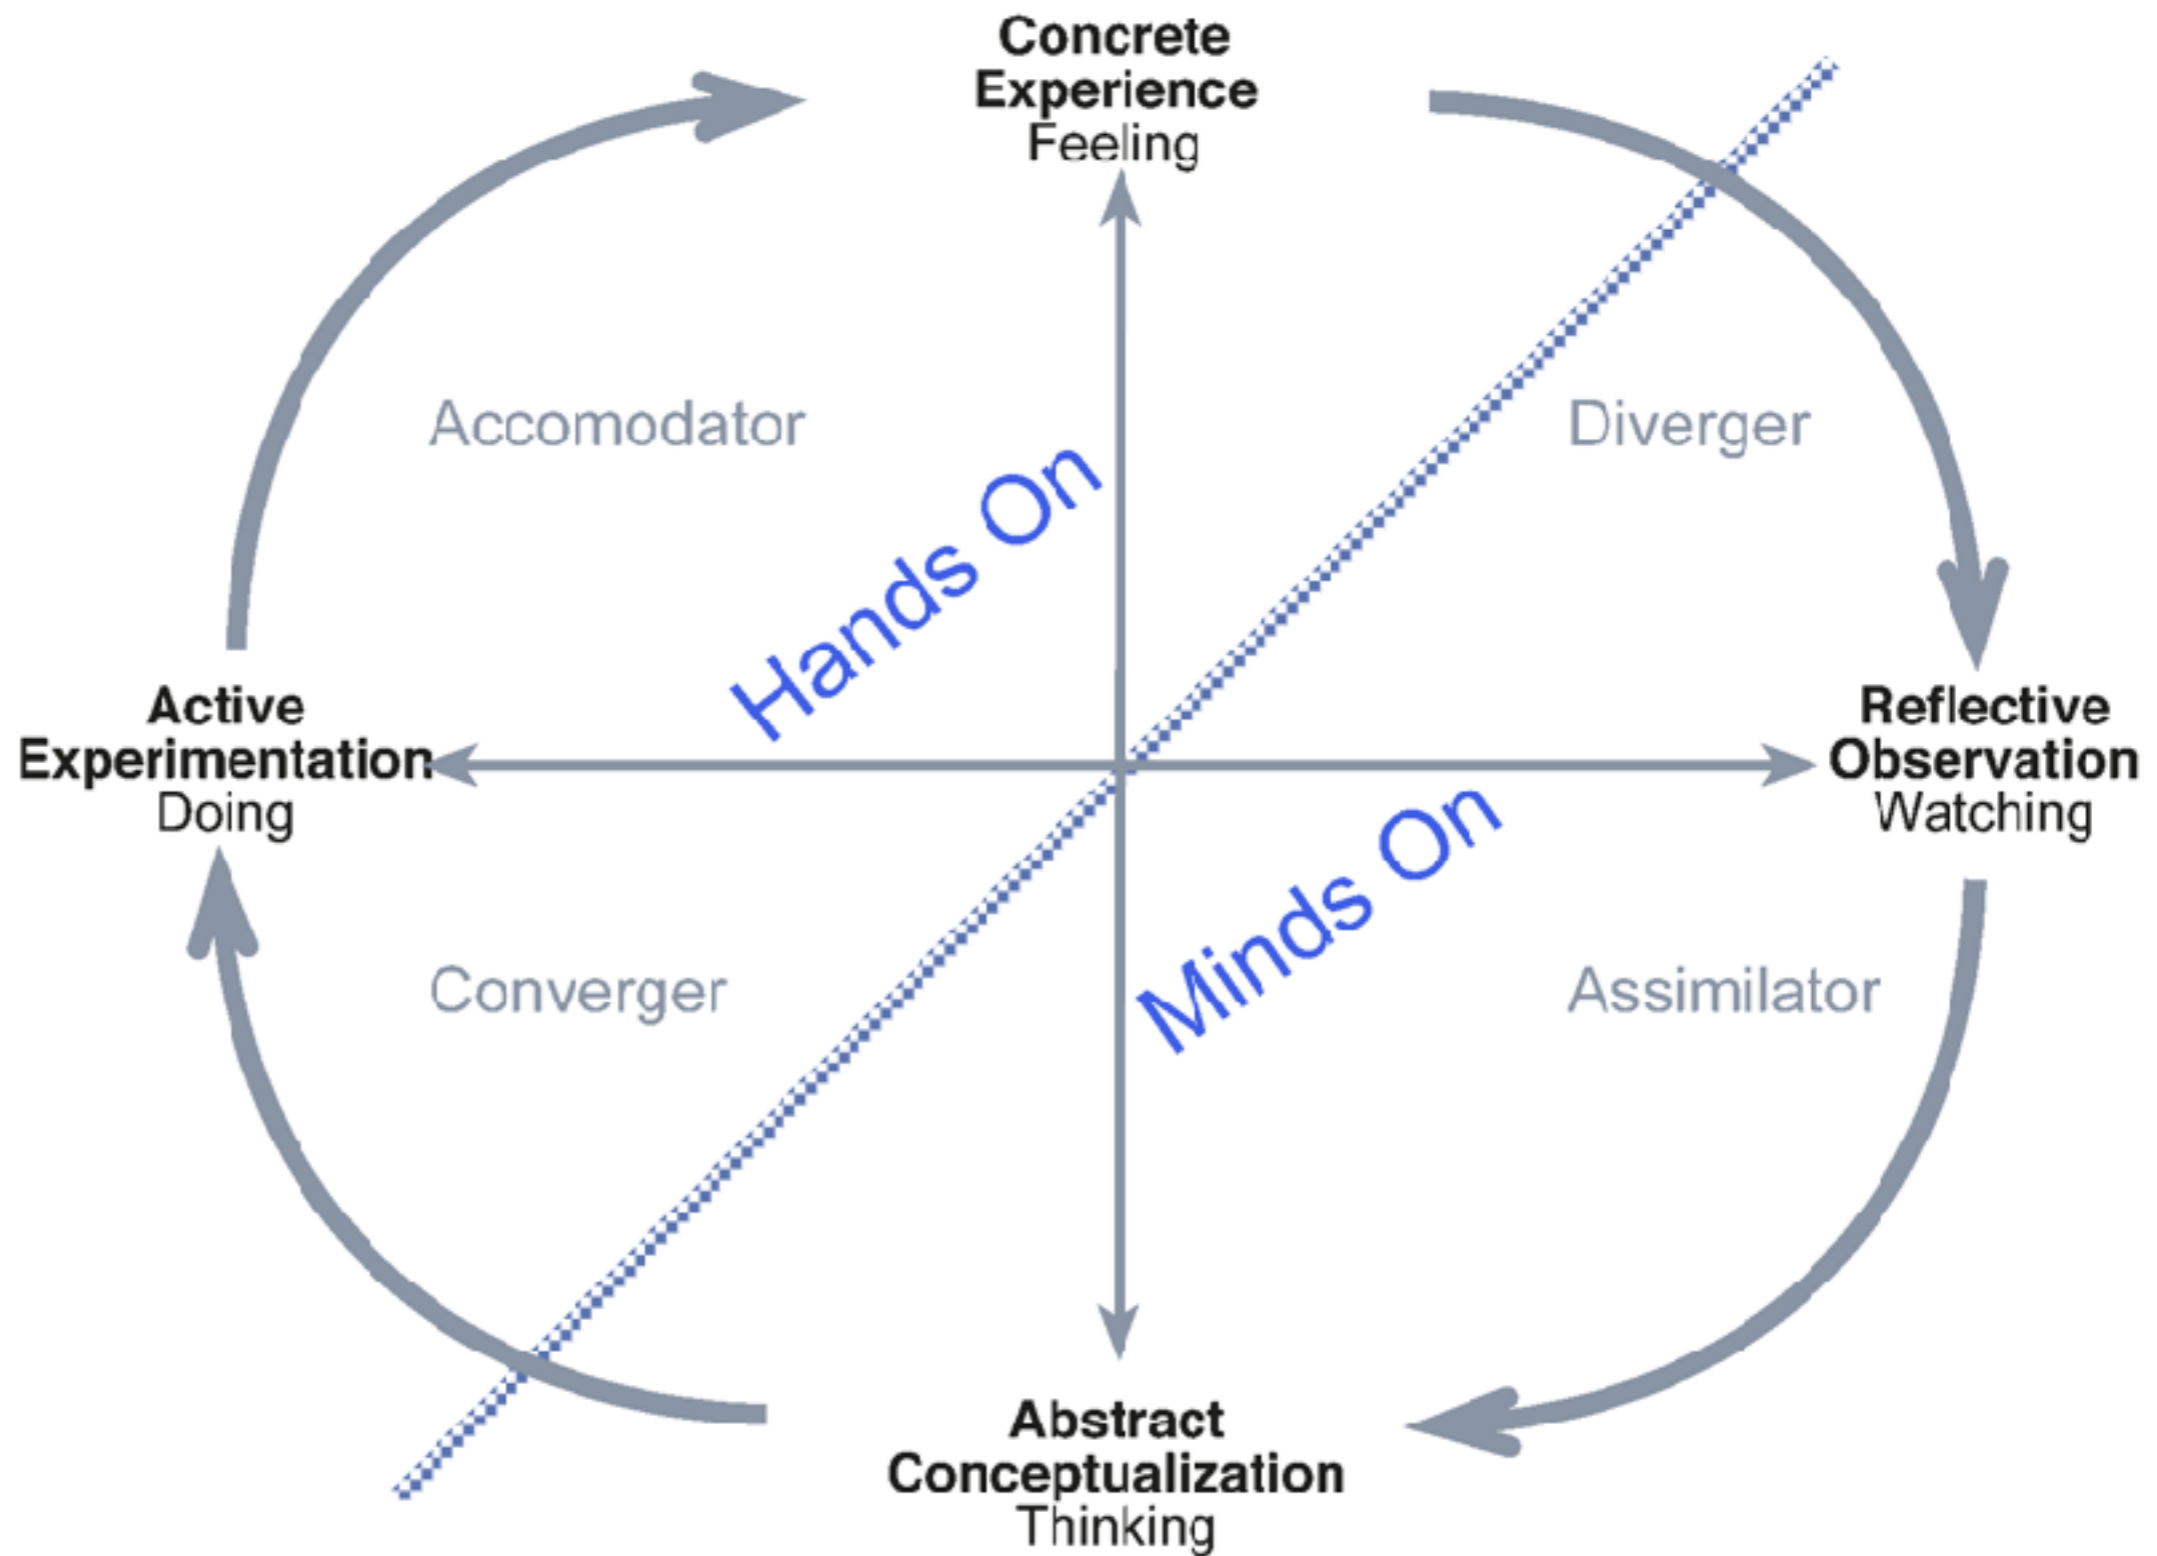 Concrete
Experience
Feeling
Accomodator
Diverger
Hands On
Active
Experimentation
Doing
Reflective
Observation
Watching
Minds On
Converger
Assimilator
Abstract
Conceptualization
Thinking